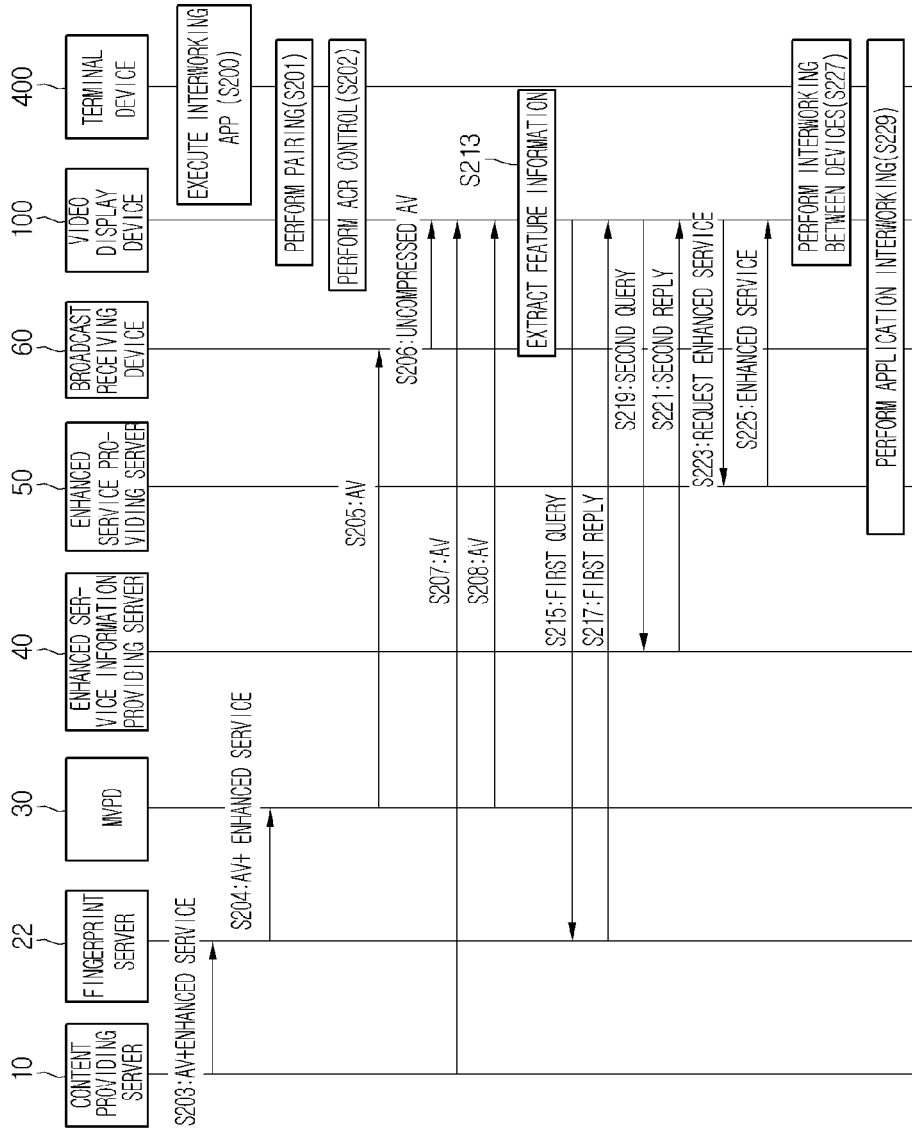 10
22
30
40
50
60
100
400
CONTENT
PROVIDING
SERVER
FINGERPRINT
SERVER
MVPD
ENHANCED SER-
VICE INFORMATION
PROVIDING SERVER
ENHANCED
SERVICE PRO-
VIDING SERVER
BROADCAST
RECEIVING
DEVICE
VIDEO
DISPLAY
DEVICE
TERMINAL
DEVICE
EXECUTE INTERWORKING
APP (S200)
PERFORM PAIRING(S201)
PERFORM ACR CONTROL(S202)
S203:AV+ENHANCED SERVICE
S204:AV+ ENHANCED SERVICE
S205:AV
S206:UNCOMPRESSED AV
S207:AV
S208:AV
S213
EXTRACT FEATURE INFORMATION
S215:FIRST QUERY
S217:FIRST REPLY
S219:SECOND QUERY
S221:SECOND REPLY
S223:REQUEST ENHANCED SERVICE
S225:ENHANCED SERVICE
PERFORM INTERWORKING
BETWEEN DEVICES(S227)
PERFORM APPLICATION INTERWORKING(S229)